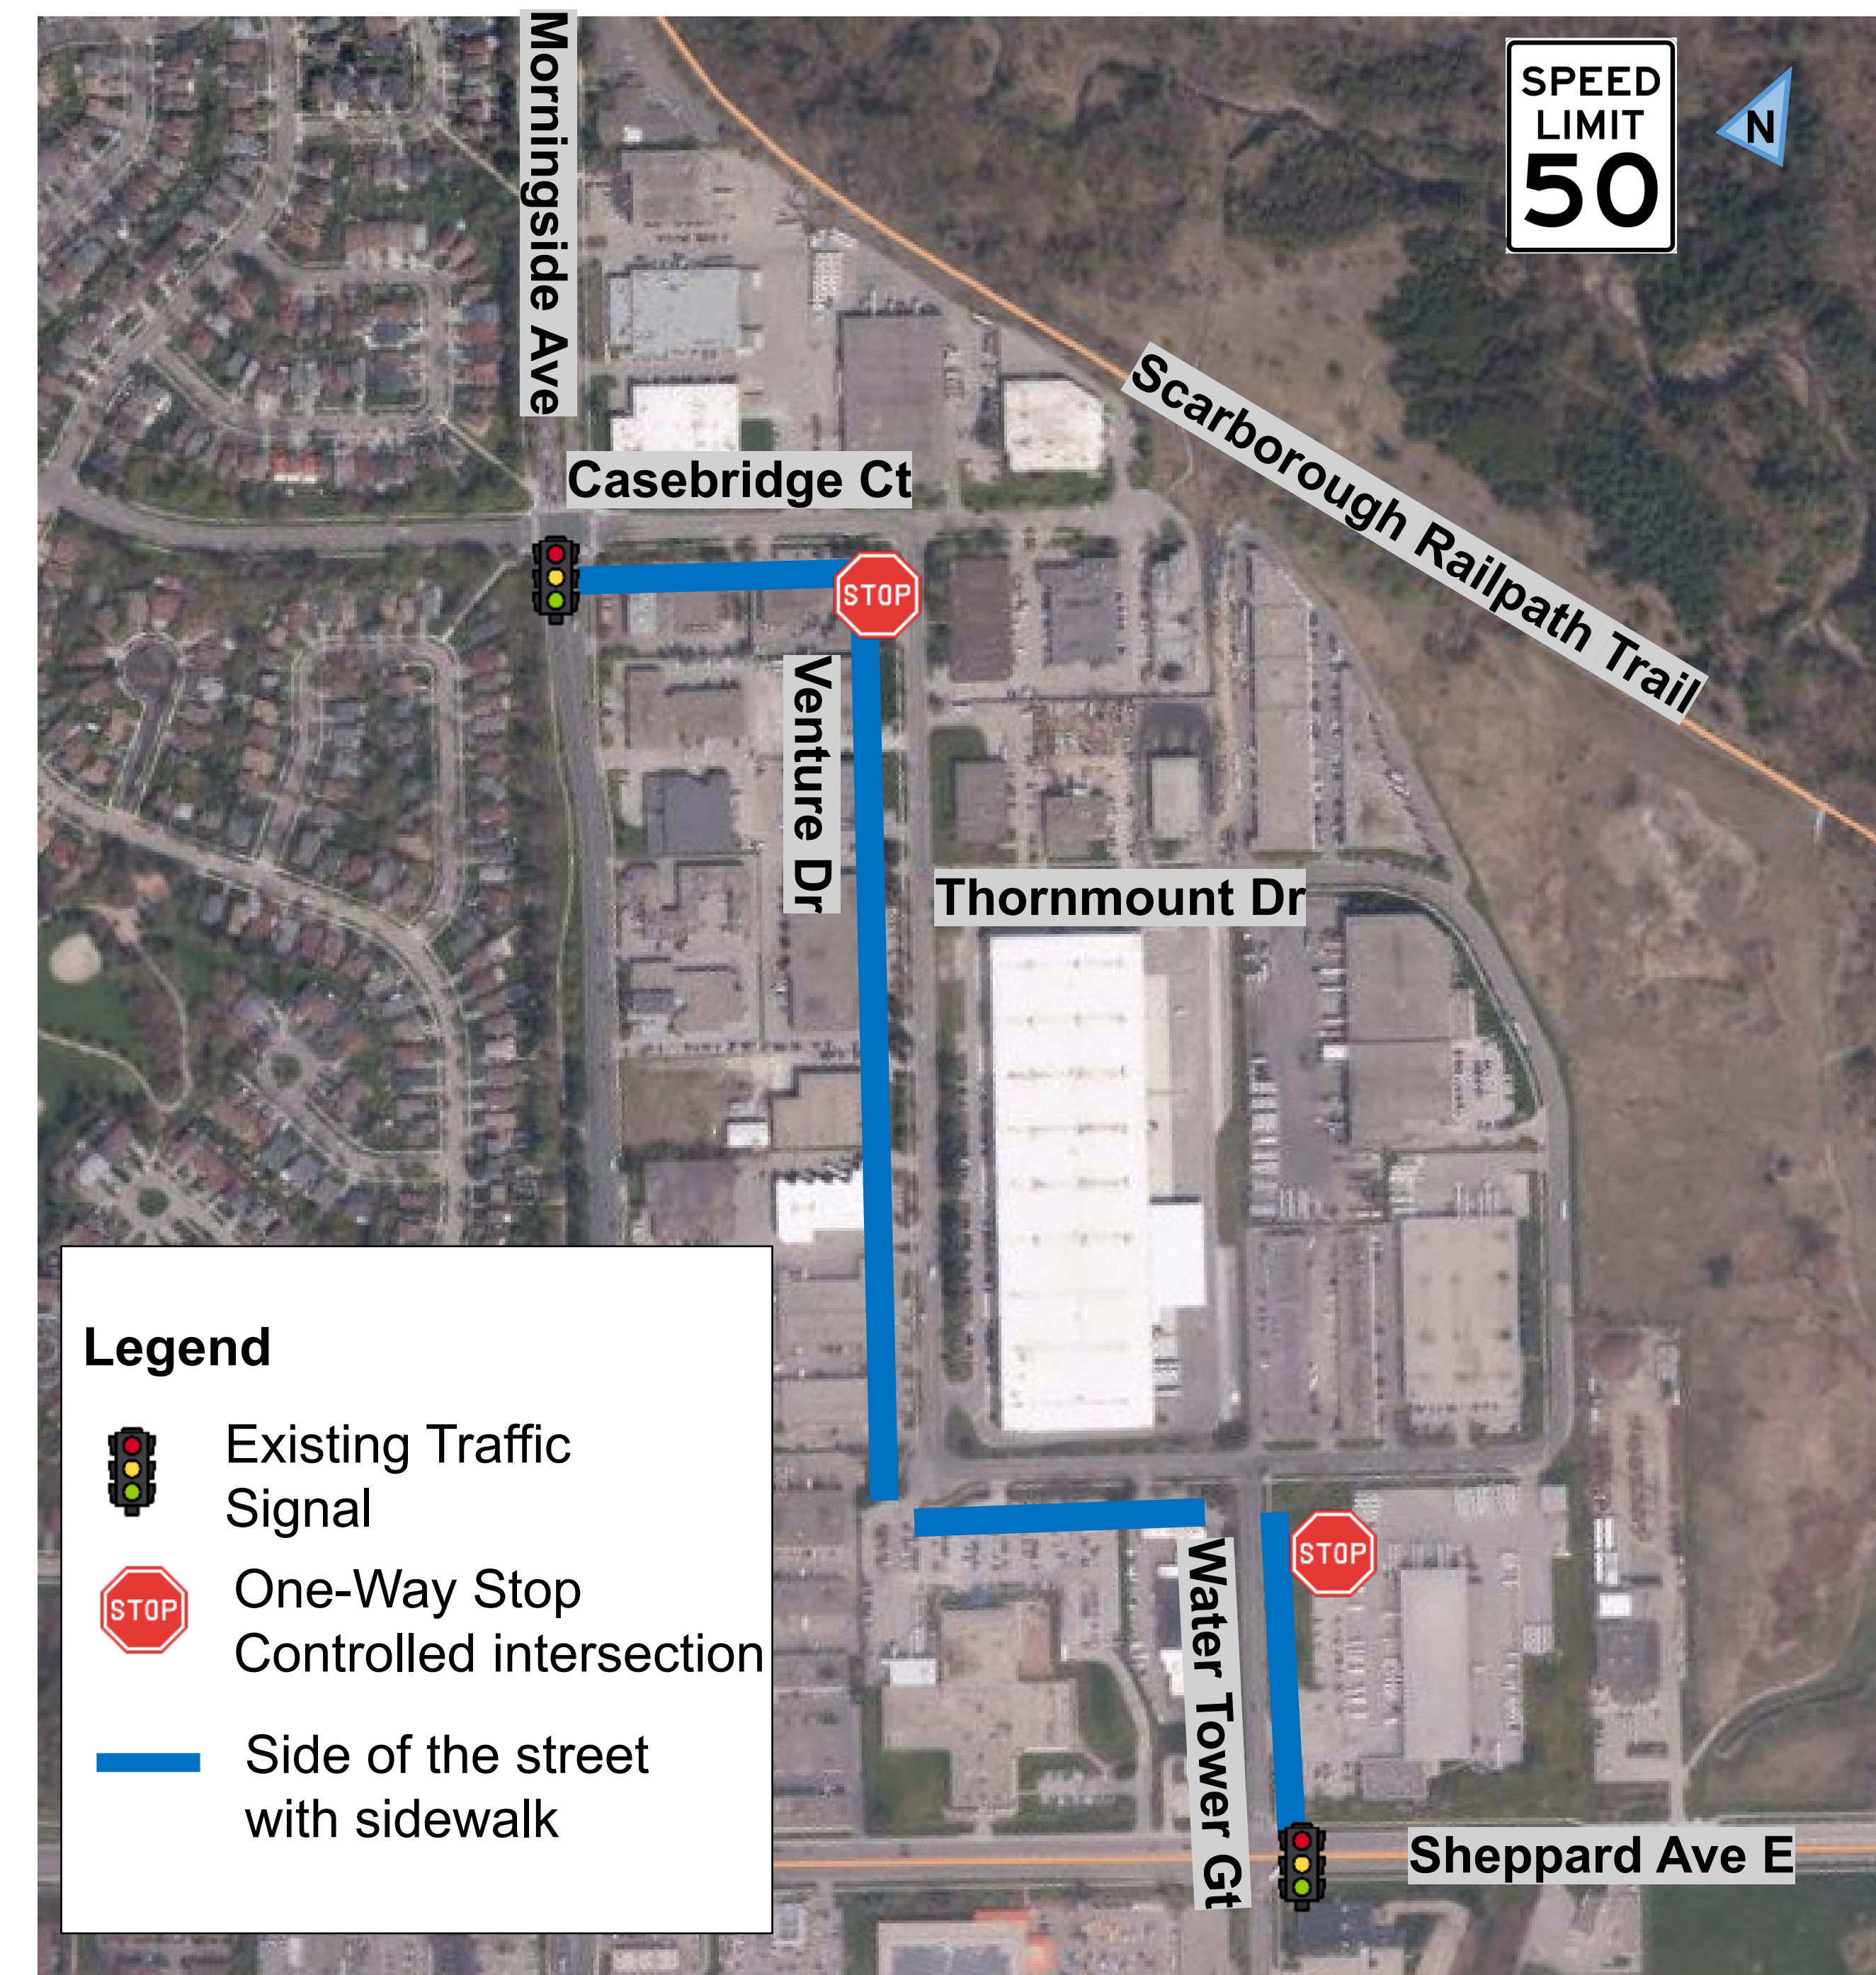 Morningside Ave
SPEED
LIMIT
50
N
Casebridge Ct
Scarborough Railpath Trail
STOP
Venture Dr
Thornmount Dr
Legend
Existing Traffic
Signal
STOP
One-Way Stop
Controlled intersection
Side of the street
with sidewalk
STOP
Water Tower Gt
Sheppard Ave E